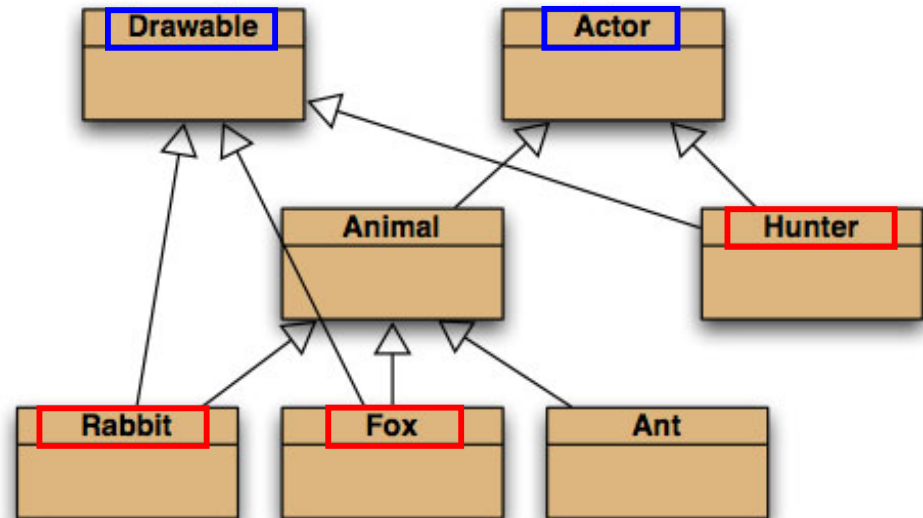 Drawable
Actor
Animal
Hunter
Rabbit
Fox
Ant